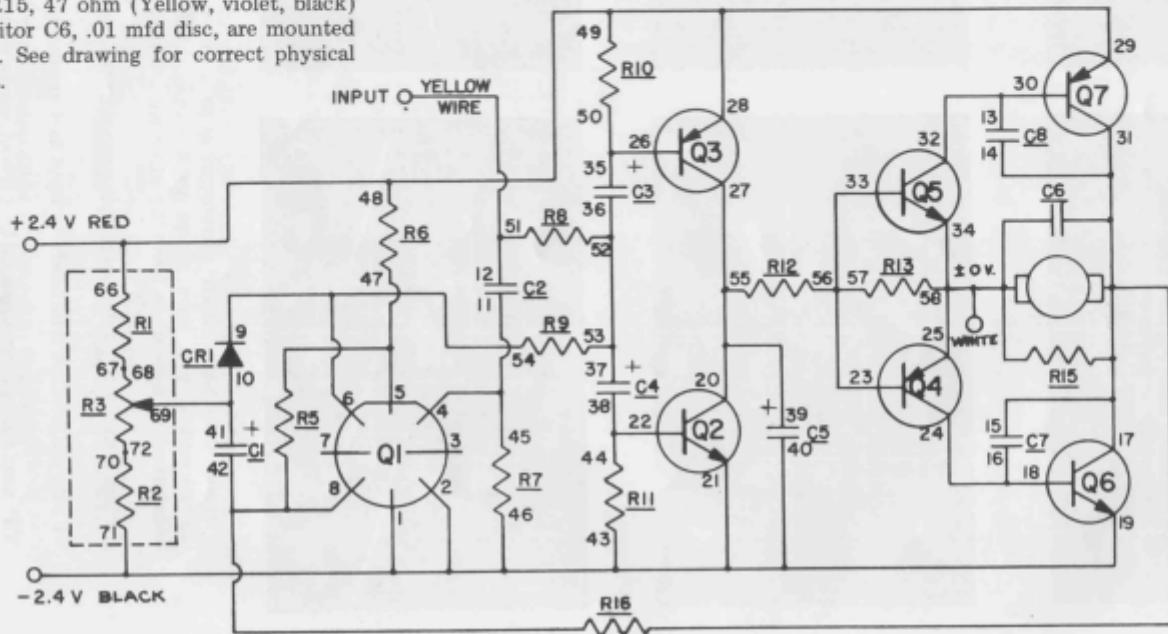 R15, 47 ohm (Yellow, violet, black)
itor C6, .01 mfd disc, are mounted
. See drawing for correct physical
.
INPUT YELLOW
WIRE
+2.4 V RED
-2.4 V BLACK
66
R1
67 68
R3
69
72
70
R2
71
9
CR1
10
41 +
42 C1
R5
48
R6
47
6 5 4
7 Q1 3
8 1 2
51
12
11
C2
R8
52
R9
54 53
45
R7
46
49
R10
50
26
35 +
36 C3
37 +
38 C4
22
44
R11
43
28
Q3
27
20
Q2
21
+ 39
40 C5
55 R12 56
57 R13
58
32
33 Q5
34
25
23 Q4
24
± 0 V.
WHITE
13
14 C8
30 Q7
29
31
C6
R15
15
16 C7
18 Q6
17
19
R16